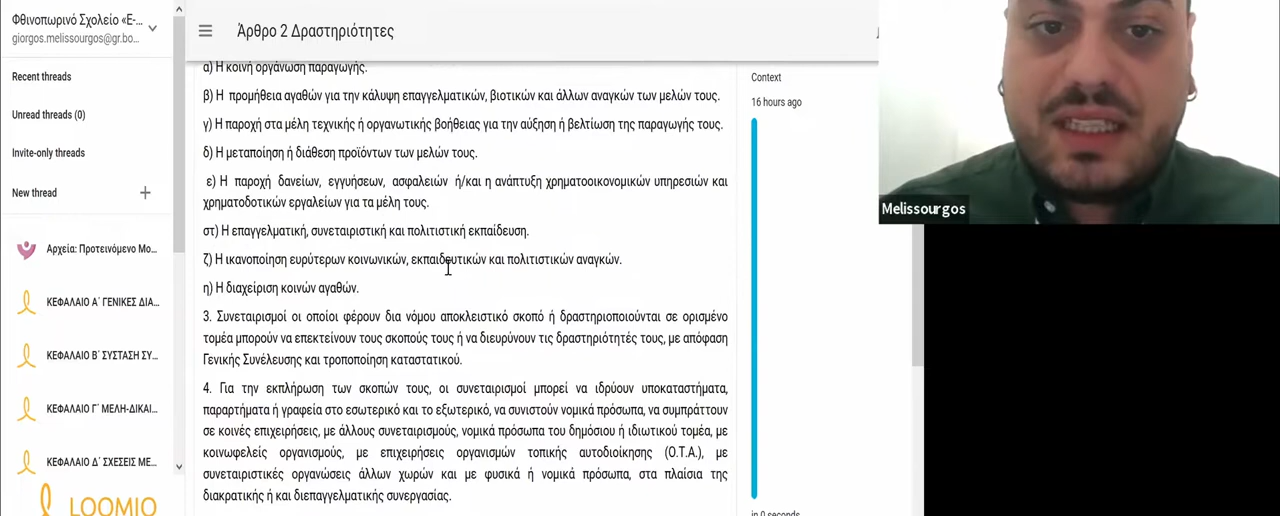 Φθινοπωρινό Σχολείο «Ε-...
giorgos.melissourgos@gr.bo...
Recent threads
Unread threads (0)
Invite-only threads
New thread +
Αρχεία: Προτεινόμενο Μο...
ΚΕΦΑΛΑΙΟ Α΄ ΓΕΝΙΚΕΣ ΔΙΑ...
ΚΕΦΑΛΑΙΟ Β΄ ΣΥΣΤΑΣΗ ΣΥ...
ΚΕΦΑΛΑΙΟ Γ΄ ΜΕΛΗ-ΔΙΚΑΙ...
ΚΕΦΑΛΑΙΟ Δ΄ ΣΧΕΣΕΙΣ ΜΕ...
LOOMIO
Άρθρο 2 Δραστηριότητες
α) Η κοινή οργάνωση παραγωγής.
β) Η προμήθεια αγαθών για την κάλυψη επαγγελματικών, βιοτικών και άλλων αναγκών των μελών τους.
γ) Η παροχή στα μέλη τεχνικής ή οργανωτικής βοήθειας για την αύξηση ή βελτίωση της παραγωγής τους.
δ) Η μεταποίηση ή διάθεση προϊόντων των μελών τους.
ε) Η παροχή δανείων, εγγυήσεων, ασφαλειών ή/και η ανάπτυξη χρηματοοικονομικών υπηρεσιών και
χρηματοδοτικών εργαλείων για τα μέλη τους.
στ) Η επαγγελματική, συνεταιριστική και πολιτιστική εκπαίδευση.
ζ) Η ικανοποίηση ευρύτερων κοινωνικών, εκπαιδευτικών και πολιτιστικών αναγκών.
η) Η διαχείριση κοινών αγαθών.
3. Συνεταιρισμοί οι οποίοι φέρουν δια νόμου αποκλειστικό σκοπό ή δραστηριοποιούνται σε ορισμένο
τομέα μπορούν να επεκτείνουν τους σκοπούς τους ή να διευρύνουν τις δραστηριότητές τους, με απόφαση
Γενικής Συνέλευσης και τροποποίηση καταστατικού.
4. Για την εκπλήρωση των σκοπών τους, οι συνεταιρισμοί μπορεί να ιδρύουν υποκαταστήματα,
παραρτήματα ή γραφεία στο εσωτερικό και το εξωτερικό, να συνιστούν νομικά πρόσωπα, να συμπράττουν
σε κοινές επιχειρήσεις, με άλλους συνεταιρισμούς, νομικά πρόσωπα του δημόσιου ή ιδιωτικού τομέα, με
κοινωφελείς οργανισμούς, με επιχειρήσεις οργανισμών τοπικής αυτοδιοίκησης (Ο.Τ.Α.), με
συνεταιριστικές οργανώσεις άλλων χωρών και με φυσικά ή νομικά πρόσωπα, στα πλαίσια της
διακρατικής ή και διεπαγγελματικής συνεργασίας.
Context
16 hours ago
in 0 seconds
Melissourgos